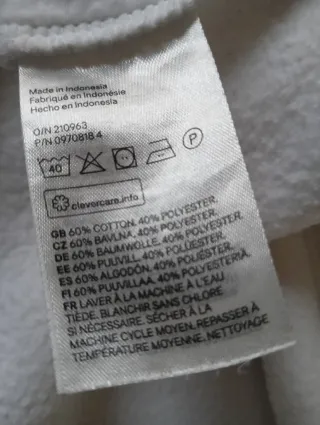 Made in Indonesia
Fabriqué en Indonésie
Hecho en Indonesia
O/N 210963
P/N 0970818 4
40
P
clevercare.info
GB 60% COTTON. 40% POLYESTER.
CZ 60% BAVLNA. 40% POLYESTER.
DE 60% BAUMWOLLE. 40% POLYESTER.
EE 60% PUUVILL. 40% POLÜESTER.
ES 60% ALGODÓN. 40% POLYESTER.
FI 60% PUUVILLAA. 40% POLYESTERIÄ.
FR LAVER À LA MACHINE À L'EAU
TIÈDE. BLANCHIR SANS CHLORE
SI NÉCESSAIRE. SÉCHER À LA
MACHINE CYCLE MOYEN. REPASSER À
TEMPÉRATURE MOYENNE. NETTOYAGE